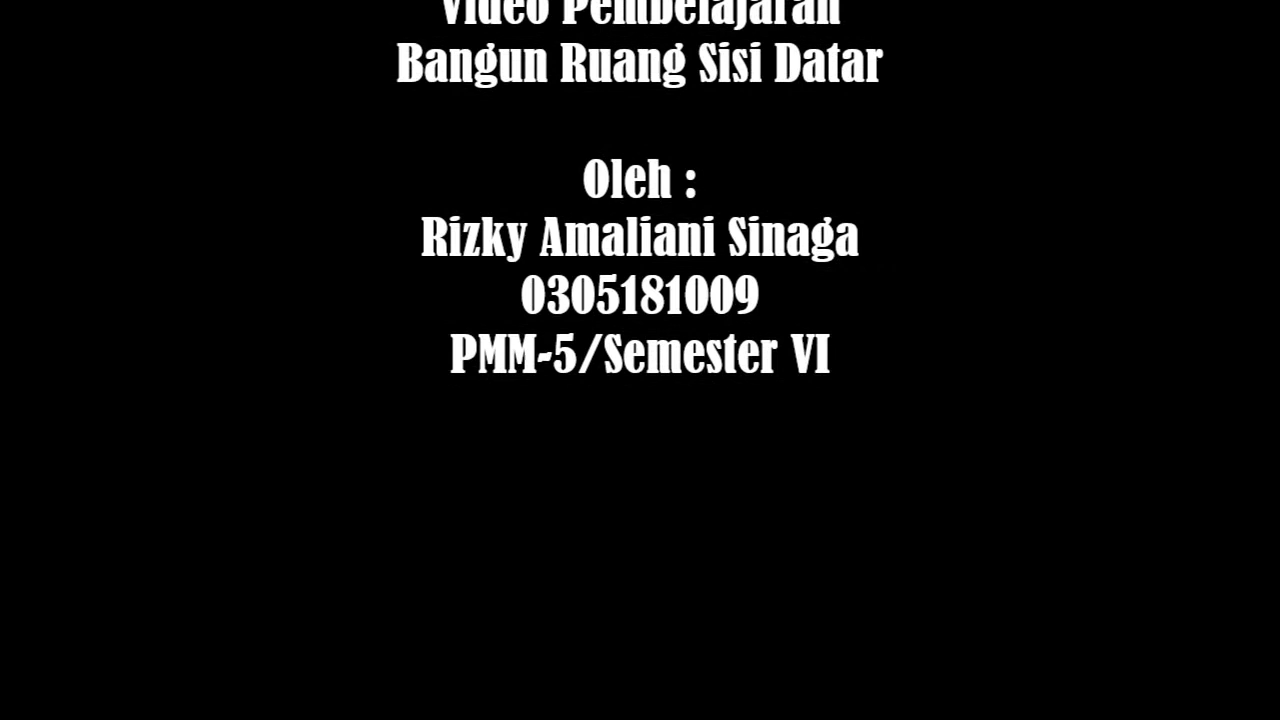 Video Pembelajaran
Bangun Ruang Sisi Datar
Oleh :
Rizky Amaliani Sinaga
0305181009
PMM-5/Semester VI